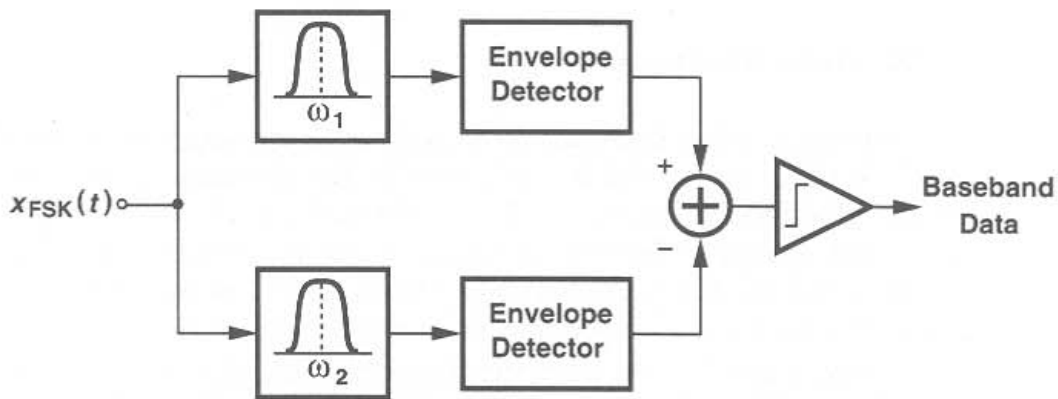 ω1
Envelope
Detector
+
xFSK(t)
+
−
Baseband
Data
ω2
Envelope
Detector